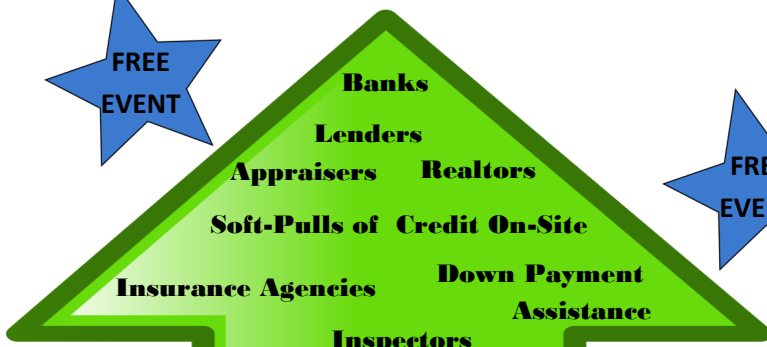 FREE
EVENT
Banks
Lenders
Appraisers Realtors
Soft-Pulls of Credit On-Site
Insurance Agencies
Down Payment
Assistance
Inspectors